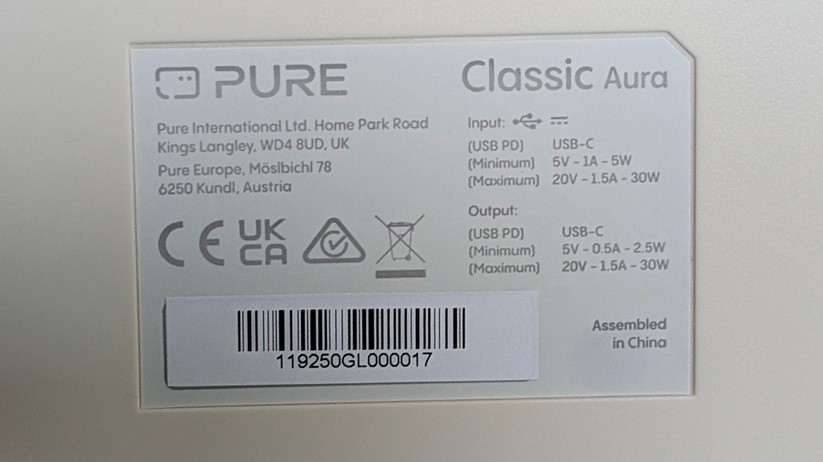 PURE
Classic Aura
Pure International Ltd. Home Park Road
Kings Langley, WD4 8UD, UK
Pure Europe, Möslbichl 78
6250 Kundl, Austria
CE
UK
CA
Input:
(USB PD) USB-C
(Minimum) 5V - 1A - 5W
(Maximum) 20V - 1.5A - 30W
Output:
(USB PD) USB-C
(Minimum) 5V - 0.5A - 2.5W
(Maximum) 20V - 1.5A - 30W
119250GL000017
Assembled
in China